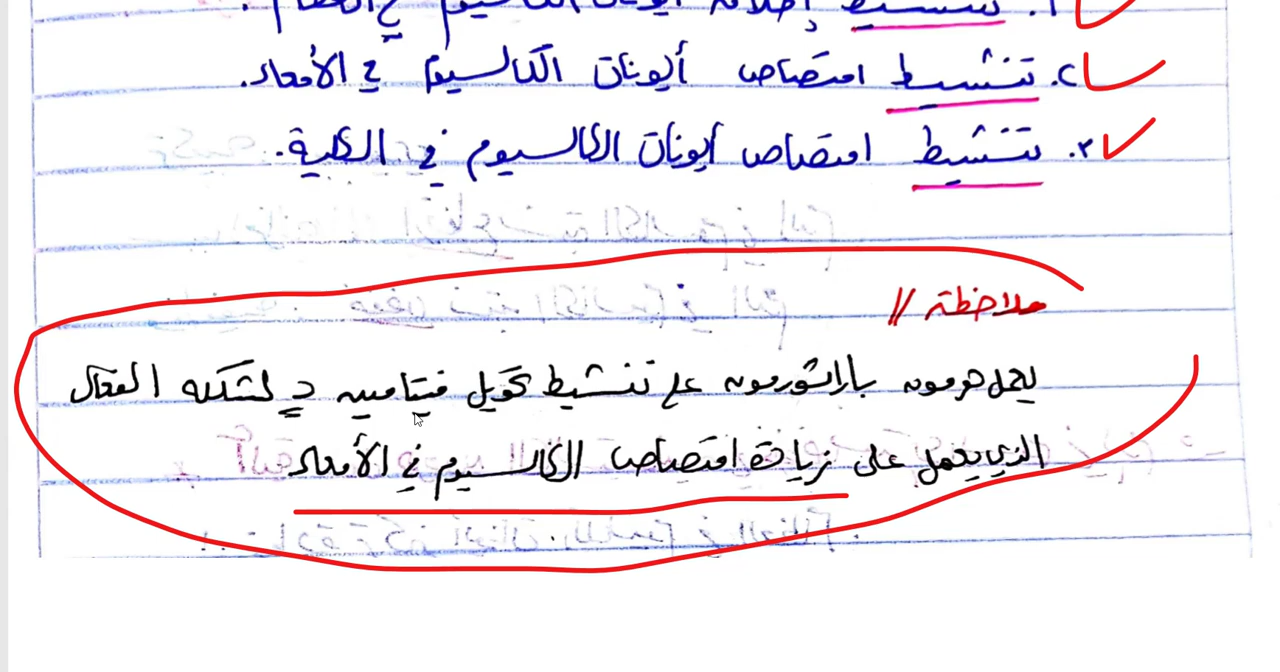 ١. تنشيط إطلاق أيونات الكالسيوم في العظام.
٢. تنشيط امتصاص أيونات الكالسيوم في الأمعاء.
٣. تنشيط امتصاص أيونات الكالسيوم في الكلية.
ملاحظة //
يعمل هرمون باراثورمون على تنشيط تحويل فيتامين د لشكله الفعال
الذي يعمل على زيادة امتصاص الكالسيوم في الأمعاء